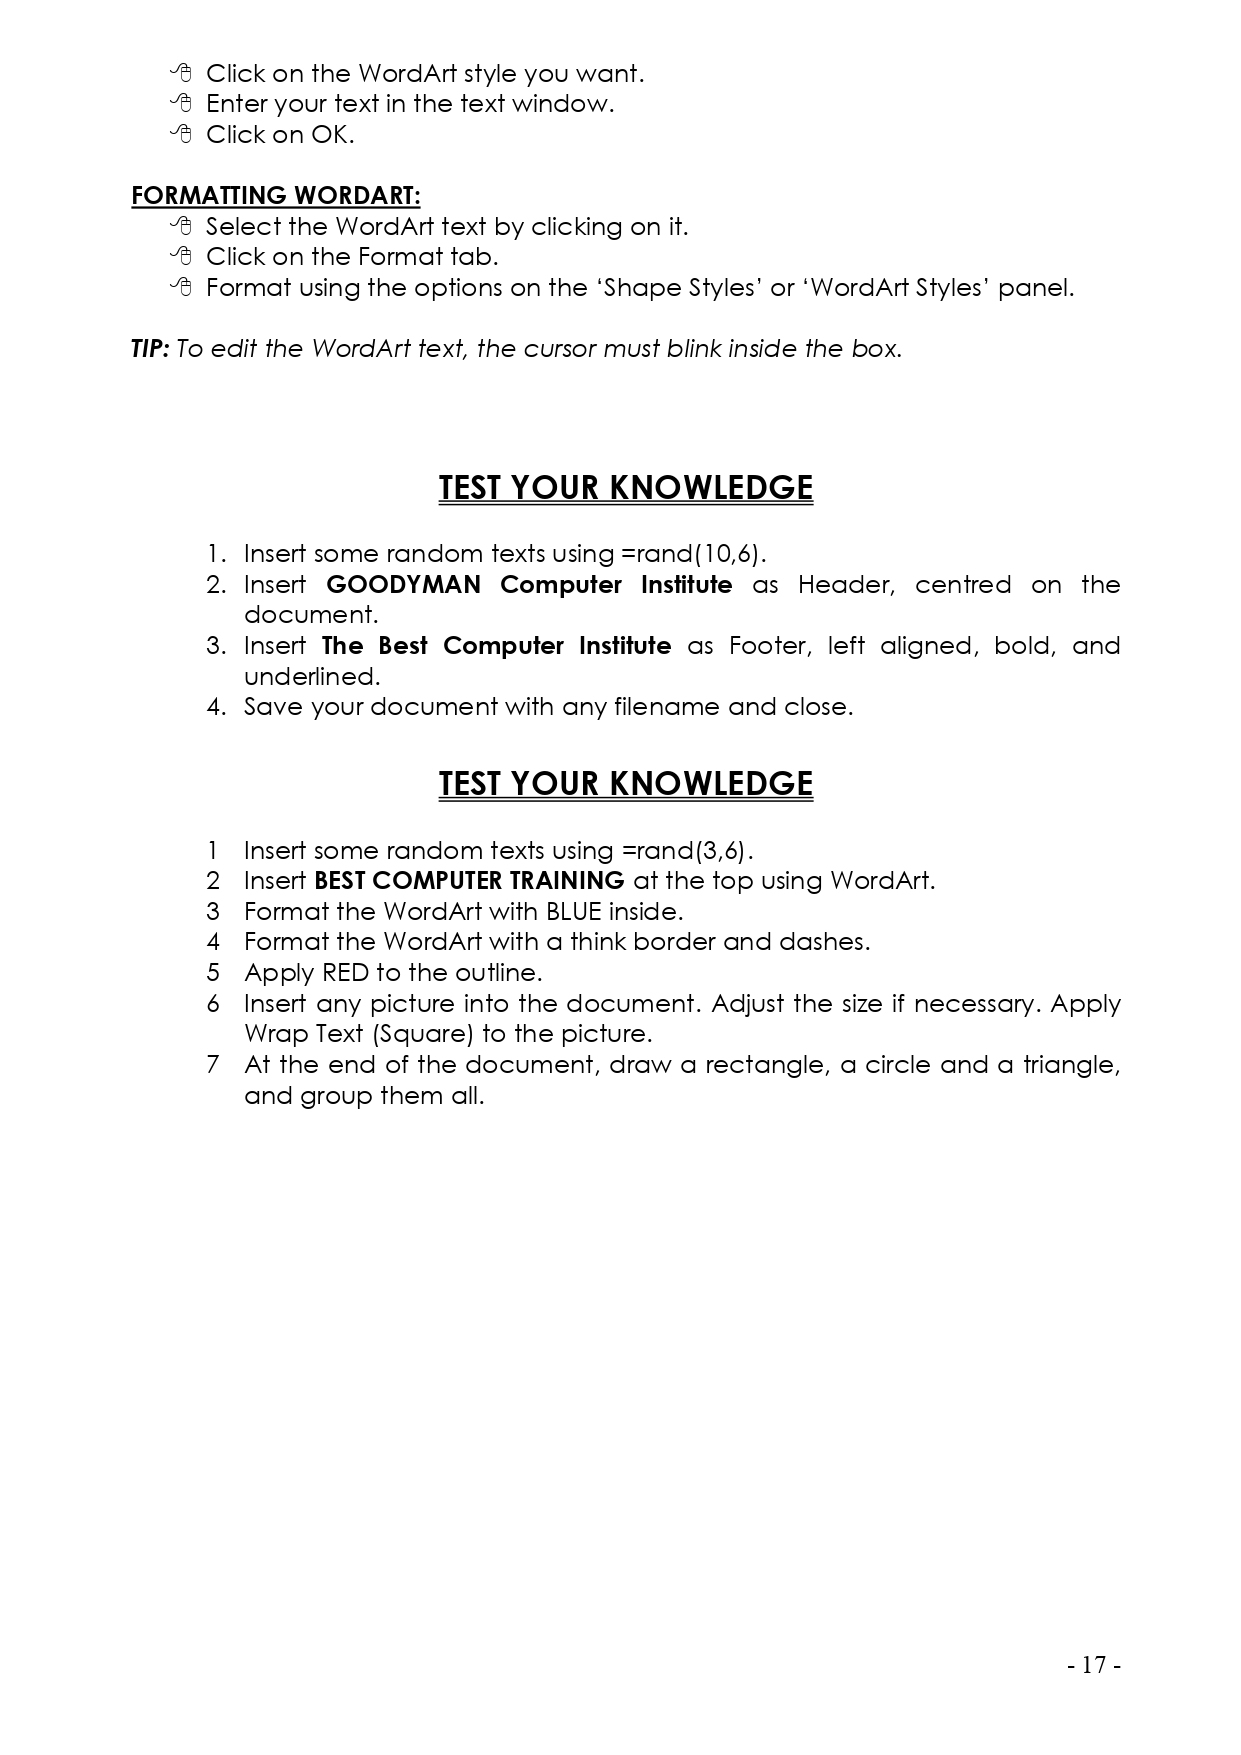 Click on the WordArt style you want.
Enter your text in the text window.
Click on OK.
FORMATTING WORDART:
Select the WordArt text by clicking on it.
Click on the Format tab.
Format using the options on the ‘Shape Styles’ or ‘WordArt Styles’ panel.
TIP: To edit the WordArt text, the cursor must blink inside the box.
TEST YOUR KNOWLEDGE
1. Insert some random texts using =rand(10,6).
2. Insert GOODYMAN Computer Institute as Header, centred on the
document.
3. Insert The Best Computer Institute as Footer, left aligned, bold, and
underlined.
4. Save your document with any filename and close.
TEST YOUR KNOWLEDGE
1 Insert some random texts using =rand(3,6).
2 Insert BEST COMPUTER TRAINING at the top using WordArt.
3 Format the WordArt with BLUE inside.
4 Format the WordArt with a think border and dashes.
5 Apply RED to the outline.
6 Insert any picture into the document. Adjust the size if necessary. Apply
Wrap Text (Square) to the picture.
7 At the end of the document, draw a rectangle, a circle and a triangle,
and group them all.
- 17 -